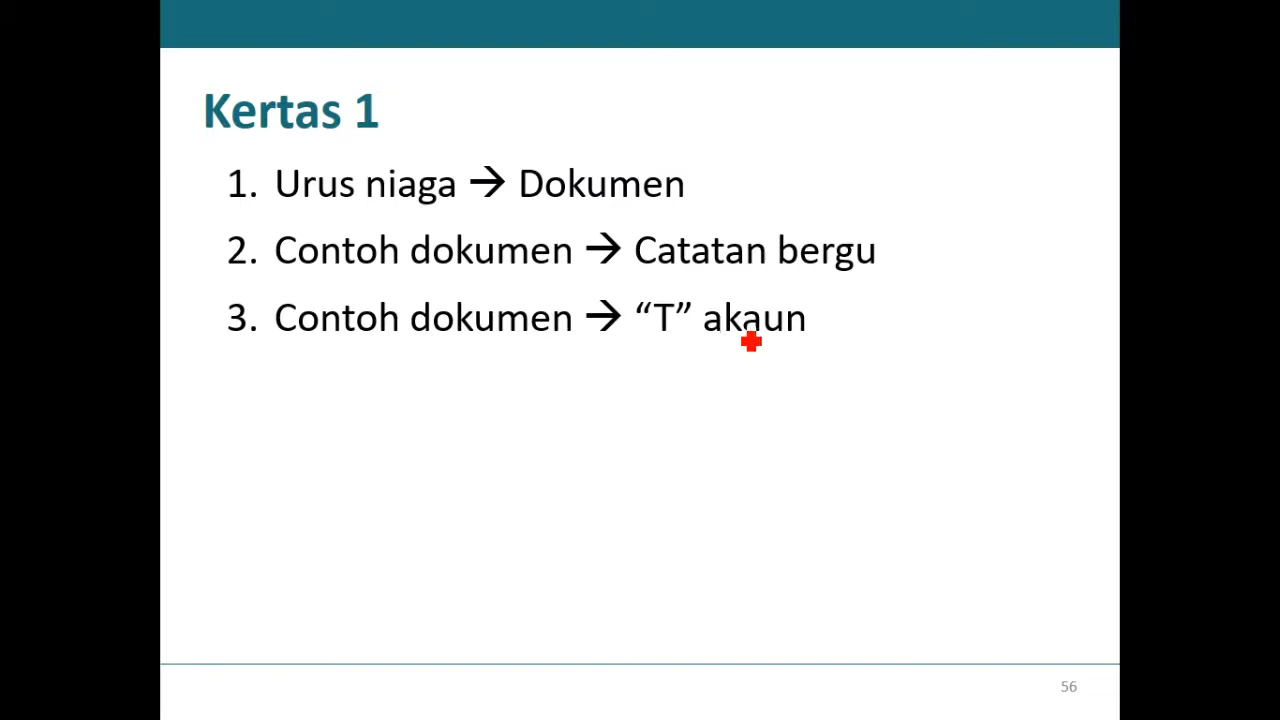 Kertas 1
1. Urus niaga → Dokumen
2. Contoh dokumen → Catatan bergu
3. Contoh dokumen → “T” akaun
56